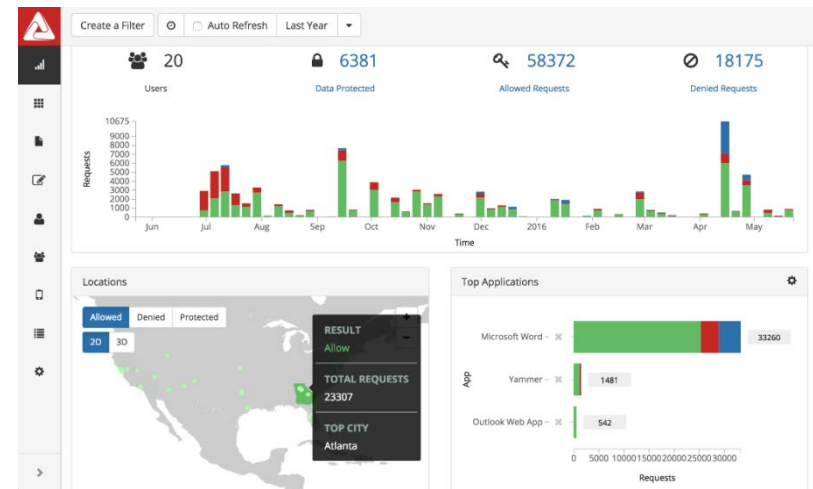 Create a Filter Auto Refresh Last Year
20 6381 58372 18175
Users Data Protected Allowed Requests Denied Requests
10675
9000
8000
7000
6000
5000
4000
3000
2000
1000
0
Requests
Jun Jul Aug Sep Oct Nov Dec 2016 Feb Mar Apr May
Time
Locations
Allowed Denied Protected
2D 3D
+
-
RESULT
Allow
TOTAL REQUESTS
23307
TOP CITY
Atlanta
Top Applications
App
Microsoft Word - 33260
Yammer - 1481
Outlook Web App - 542
0 5000 10000 15000 20000 25000 30000
Requests